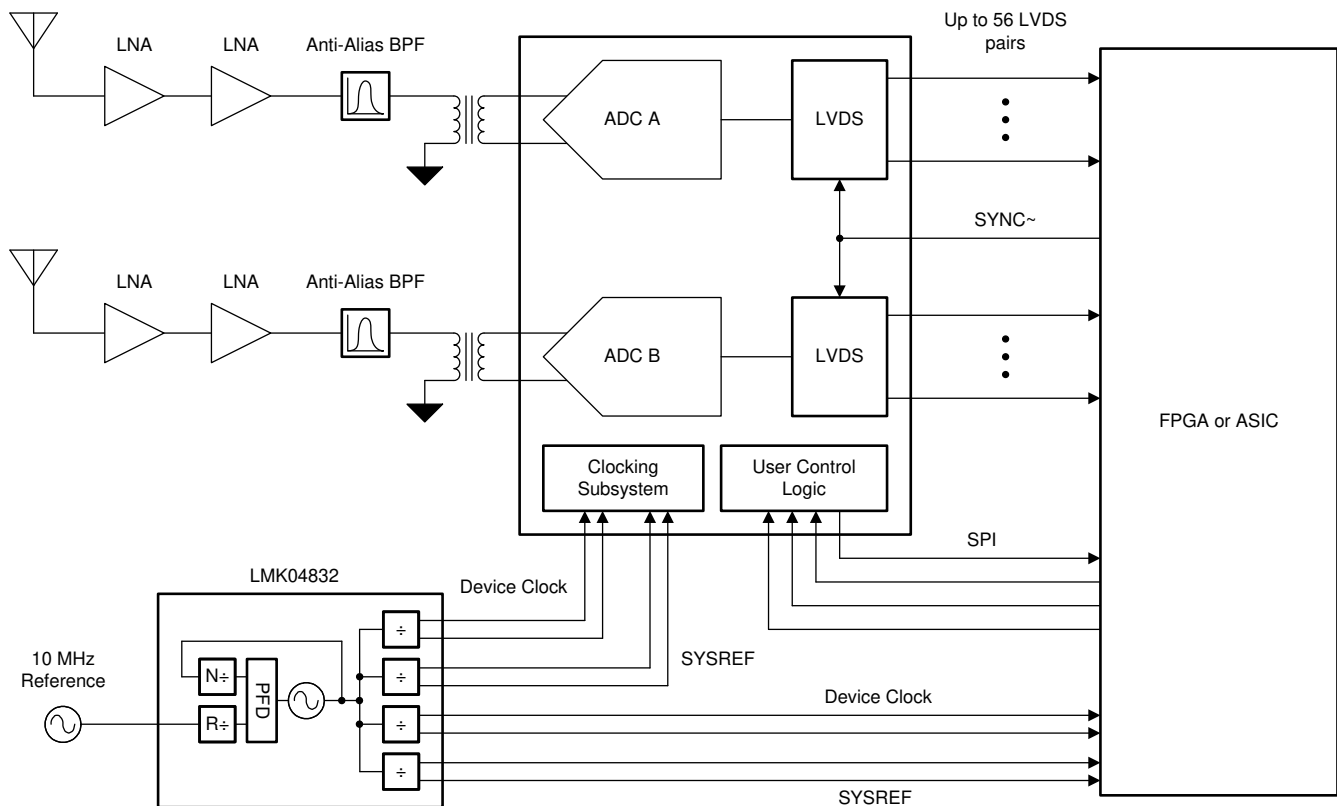 Up to 56 LVDS
pairs
LNA
LNA
Anti-Alias BPF
ADC A
LVDS
SYNC~
LNA
LNA
Anti-Alias BPF
ADC B
LVDS
FPGA or ASIC
Clocking
Subsystem
User Control
Logic
SPI
LMK04832
Device Clock
÷
10 MHz
Reference
N÷
PFD
R÷
÷
SYSREF
÷
Device Clock
÷
SYSREF